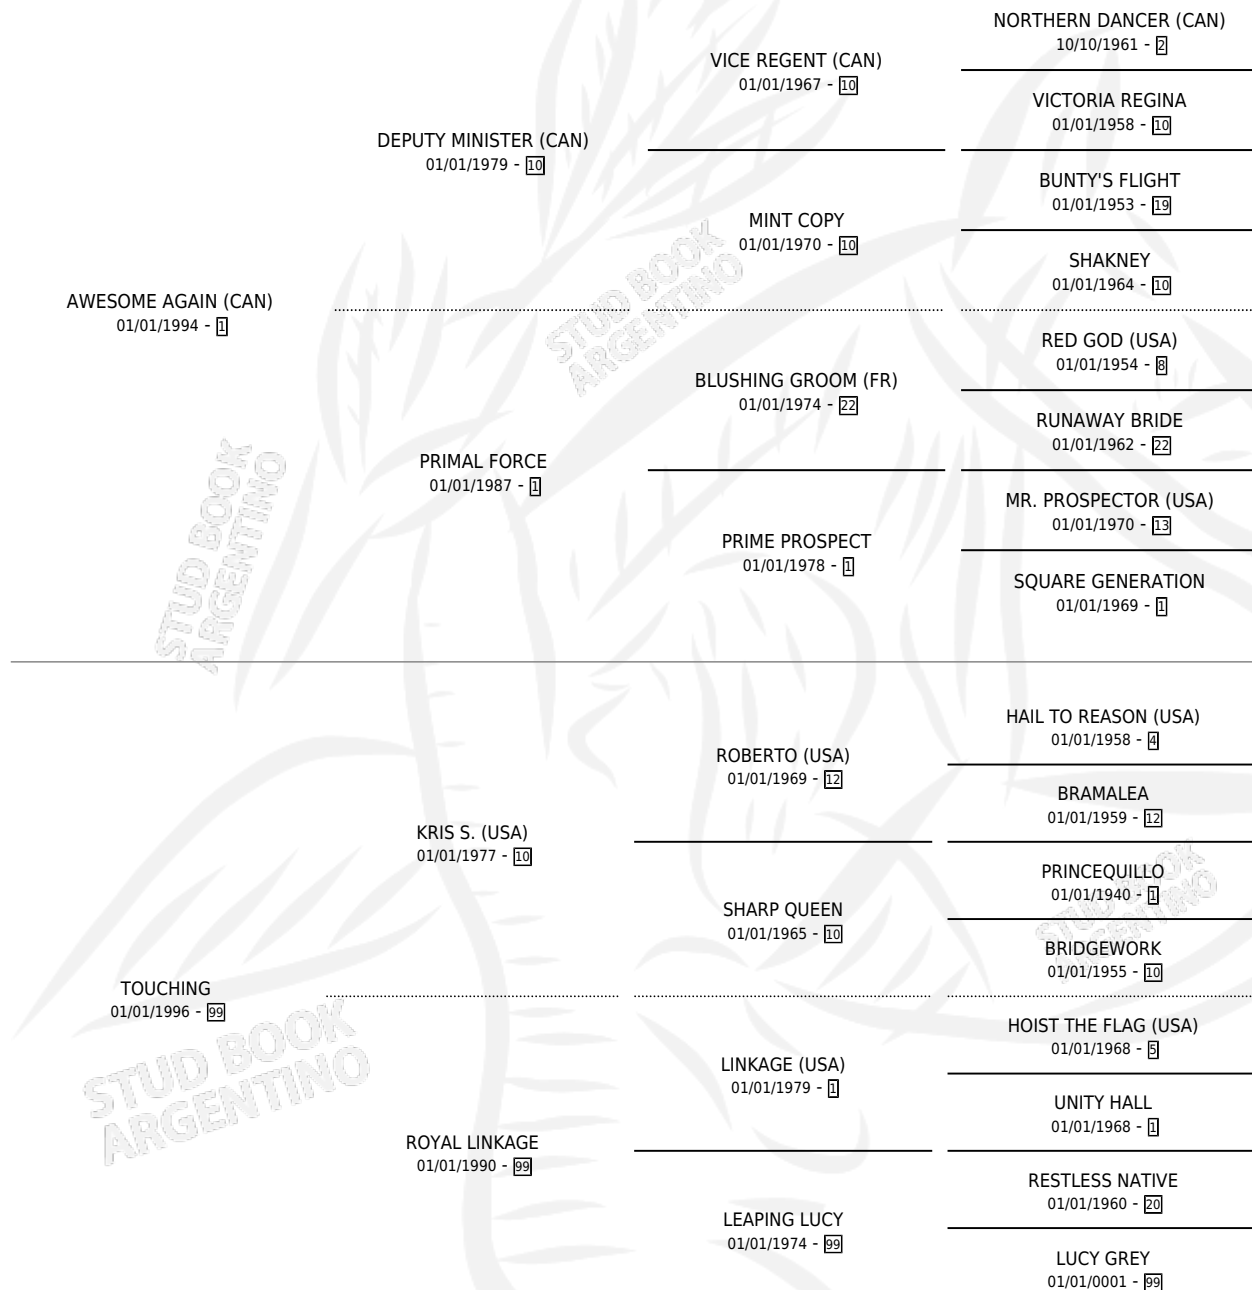 NORTHERN DANCER (CAN)
10/10/1961 - 2
VICE REGENT (CAN)
01/01/1967 - 10
VICTORIA REGINA
01/01/1958 - 10
DEPUTY MINISTER (CAN)
01/01/1979 - 10
BUNTY'S FLIGHT
01/01/1953 - 19
MINT COPY
01/01/1970 - 10
SHAKNEY
01/01/1964 - 10
AWESOME AGAIN (CAN)
01/01/1994 - 1
STUD BOOK
ARGENTINO
RED GOD (USA)
01/01/1954 - 8
BLUSHING GROOM (FR)
01/01/1974 - 22
RUNAWAY BRIDE
01/01/1962 - 22
PRIMAL FORCE
01/01/1987 - 1
MR. PROSPECTOR (USA)
01/01/1970 - 13
PRIME PROSPECT
01/01/1978 - 1
SQUARE GENERATION
01/01/1969 - 1
STUD BOOK
ARGENTINO
HAIL TO REASON (USA)
01/01/1958 - 4
ROBERTO (USA)
01/01/1969 - 12
BRAMALEA
01/01/1959 - 12
KRIS S. (USA)
01/01/1977 - 10
PRINCEQUILLO
01/01/1940 - 1
SHARP QUEEN
01/01/1965 - 10
STUD BOOK
ARGENTINO
BRIDGEWORK
01/01/1955 - 10
TOUCHING
01/01/1996 - 99
STUD BOOK
ARGENTINO
HOIST THE FLAG (USA)
01/01/1968 - 5
LINKAGE (USA)
01/01/1979 - 1
UNITY HALL
01/01/1968 - 1
ROYAL LINKAGE
01/01/1990 - 99
RESTLESS NATIVE
01/01/1960 - 20
LEAPING LUCY
01/01/1974 - 99
LUCY GREY
01/01/0001 - 99